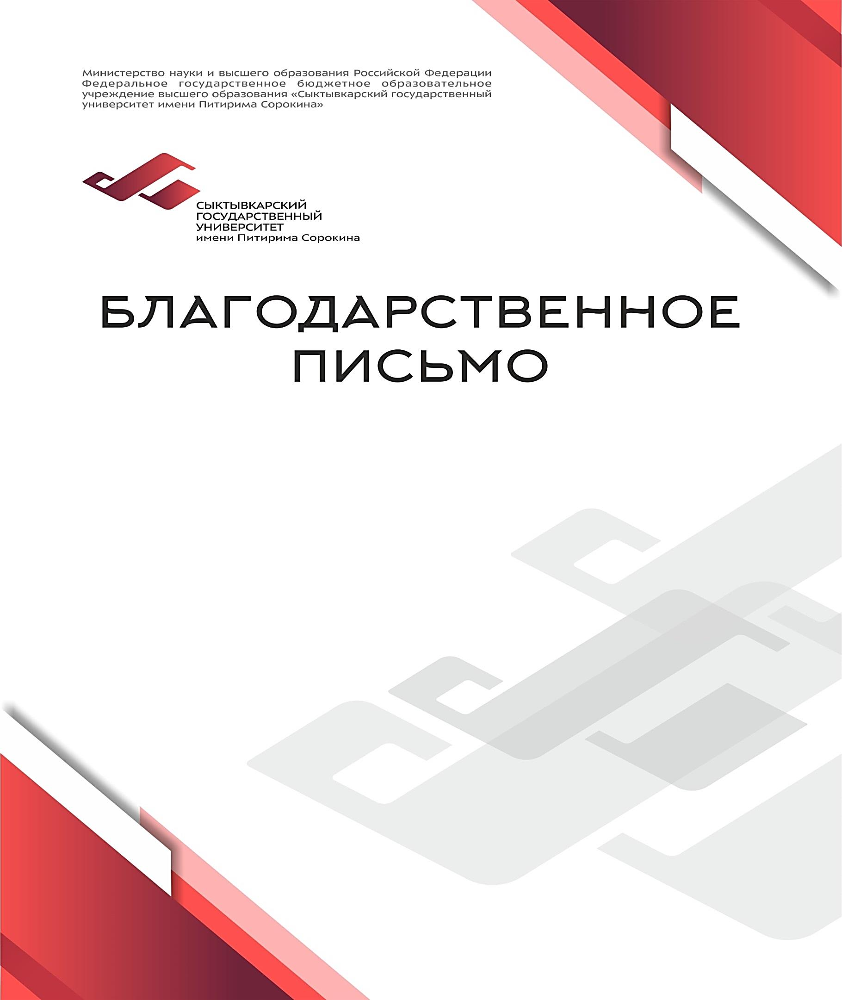 Министерство науки и высшего образования Российской Федерации
Федеральное государственное бюджетное образовательное
учреждение высшего образования «Сыктывкарский государственный
университет имени Питирима Сорокина»
СЫКТЫВКАРСКИЙ
ГОСУДАРСТВЕННЫЙ
УНИВЕРСИТЕТ
имени Питирима Сорокина
БЛАГОДАРСТВЕННОЕ
ПИСЬМО